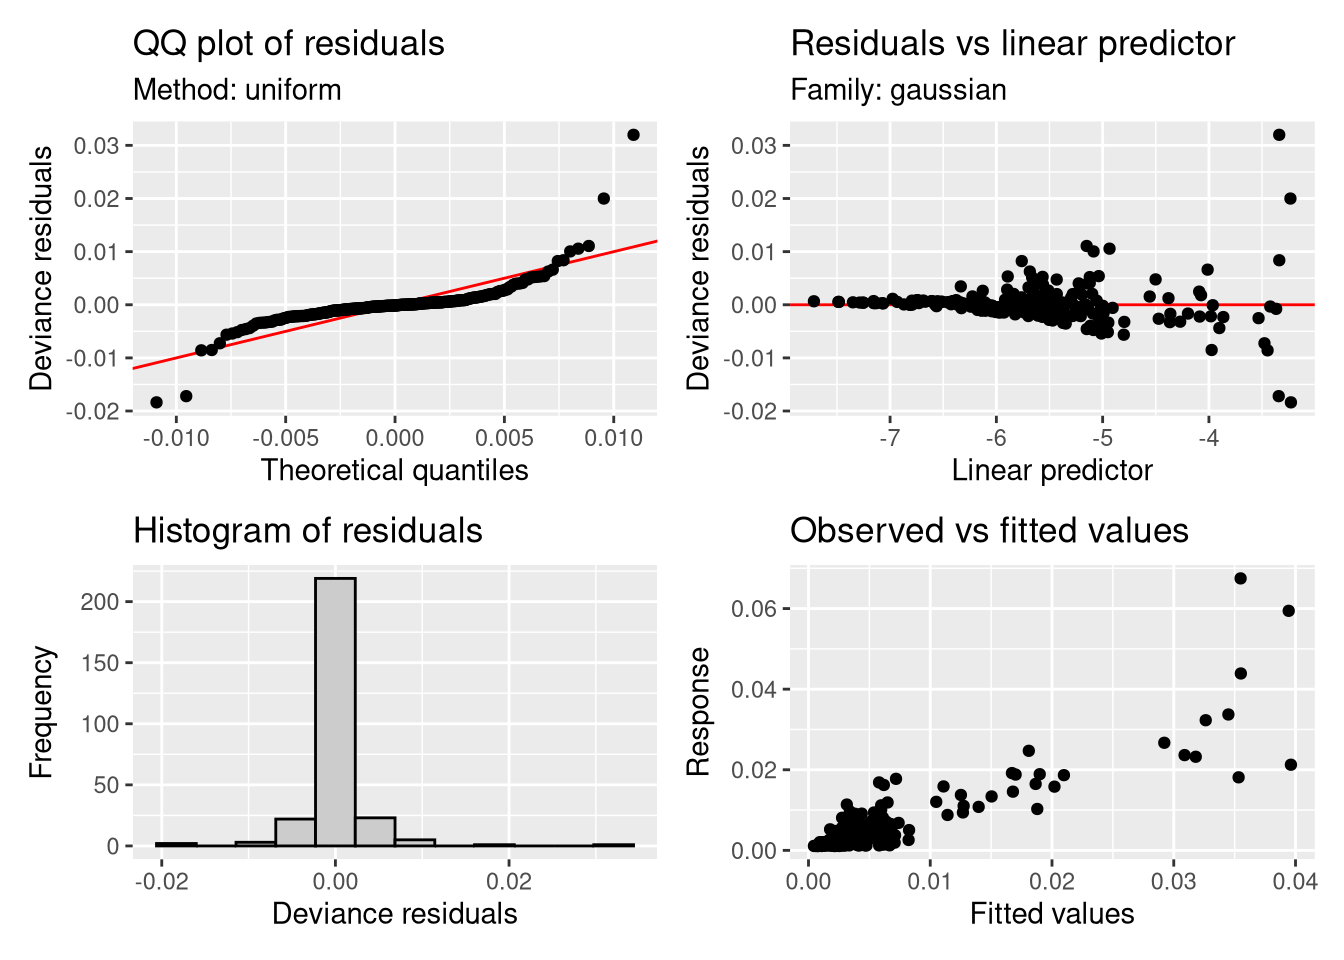 QQ plot of residuals
Method: uniform
Deviance residuals
0.03
0.02
0.01
0.00
-0.01
-0.02
-0.010
-0.005
0.000
0.005
0.010
Theoretical quantiles
Residuals vs linear predictor
Family: gaussian
Deviance residuals
0.03
0.02
0.01
0.00
-0.01
-0.02
-7
-6
-5
-4
Linear predictor
Histogram of residuals
Frequency
200
150
100
50
0
-0.02
0.00
0.02
Deviance residuals
Observed vs fitted values
Response
0.06
0.04
0.02
0.00
0.00
0.01
0.02
0.03
0.04
Fitted values